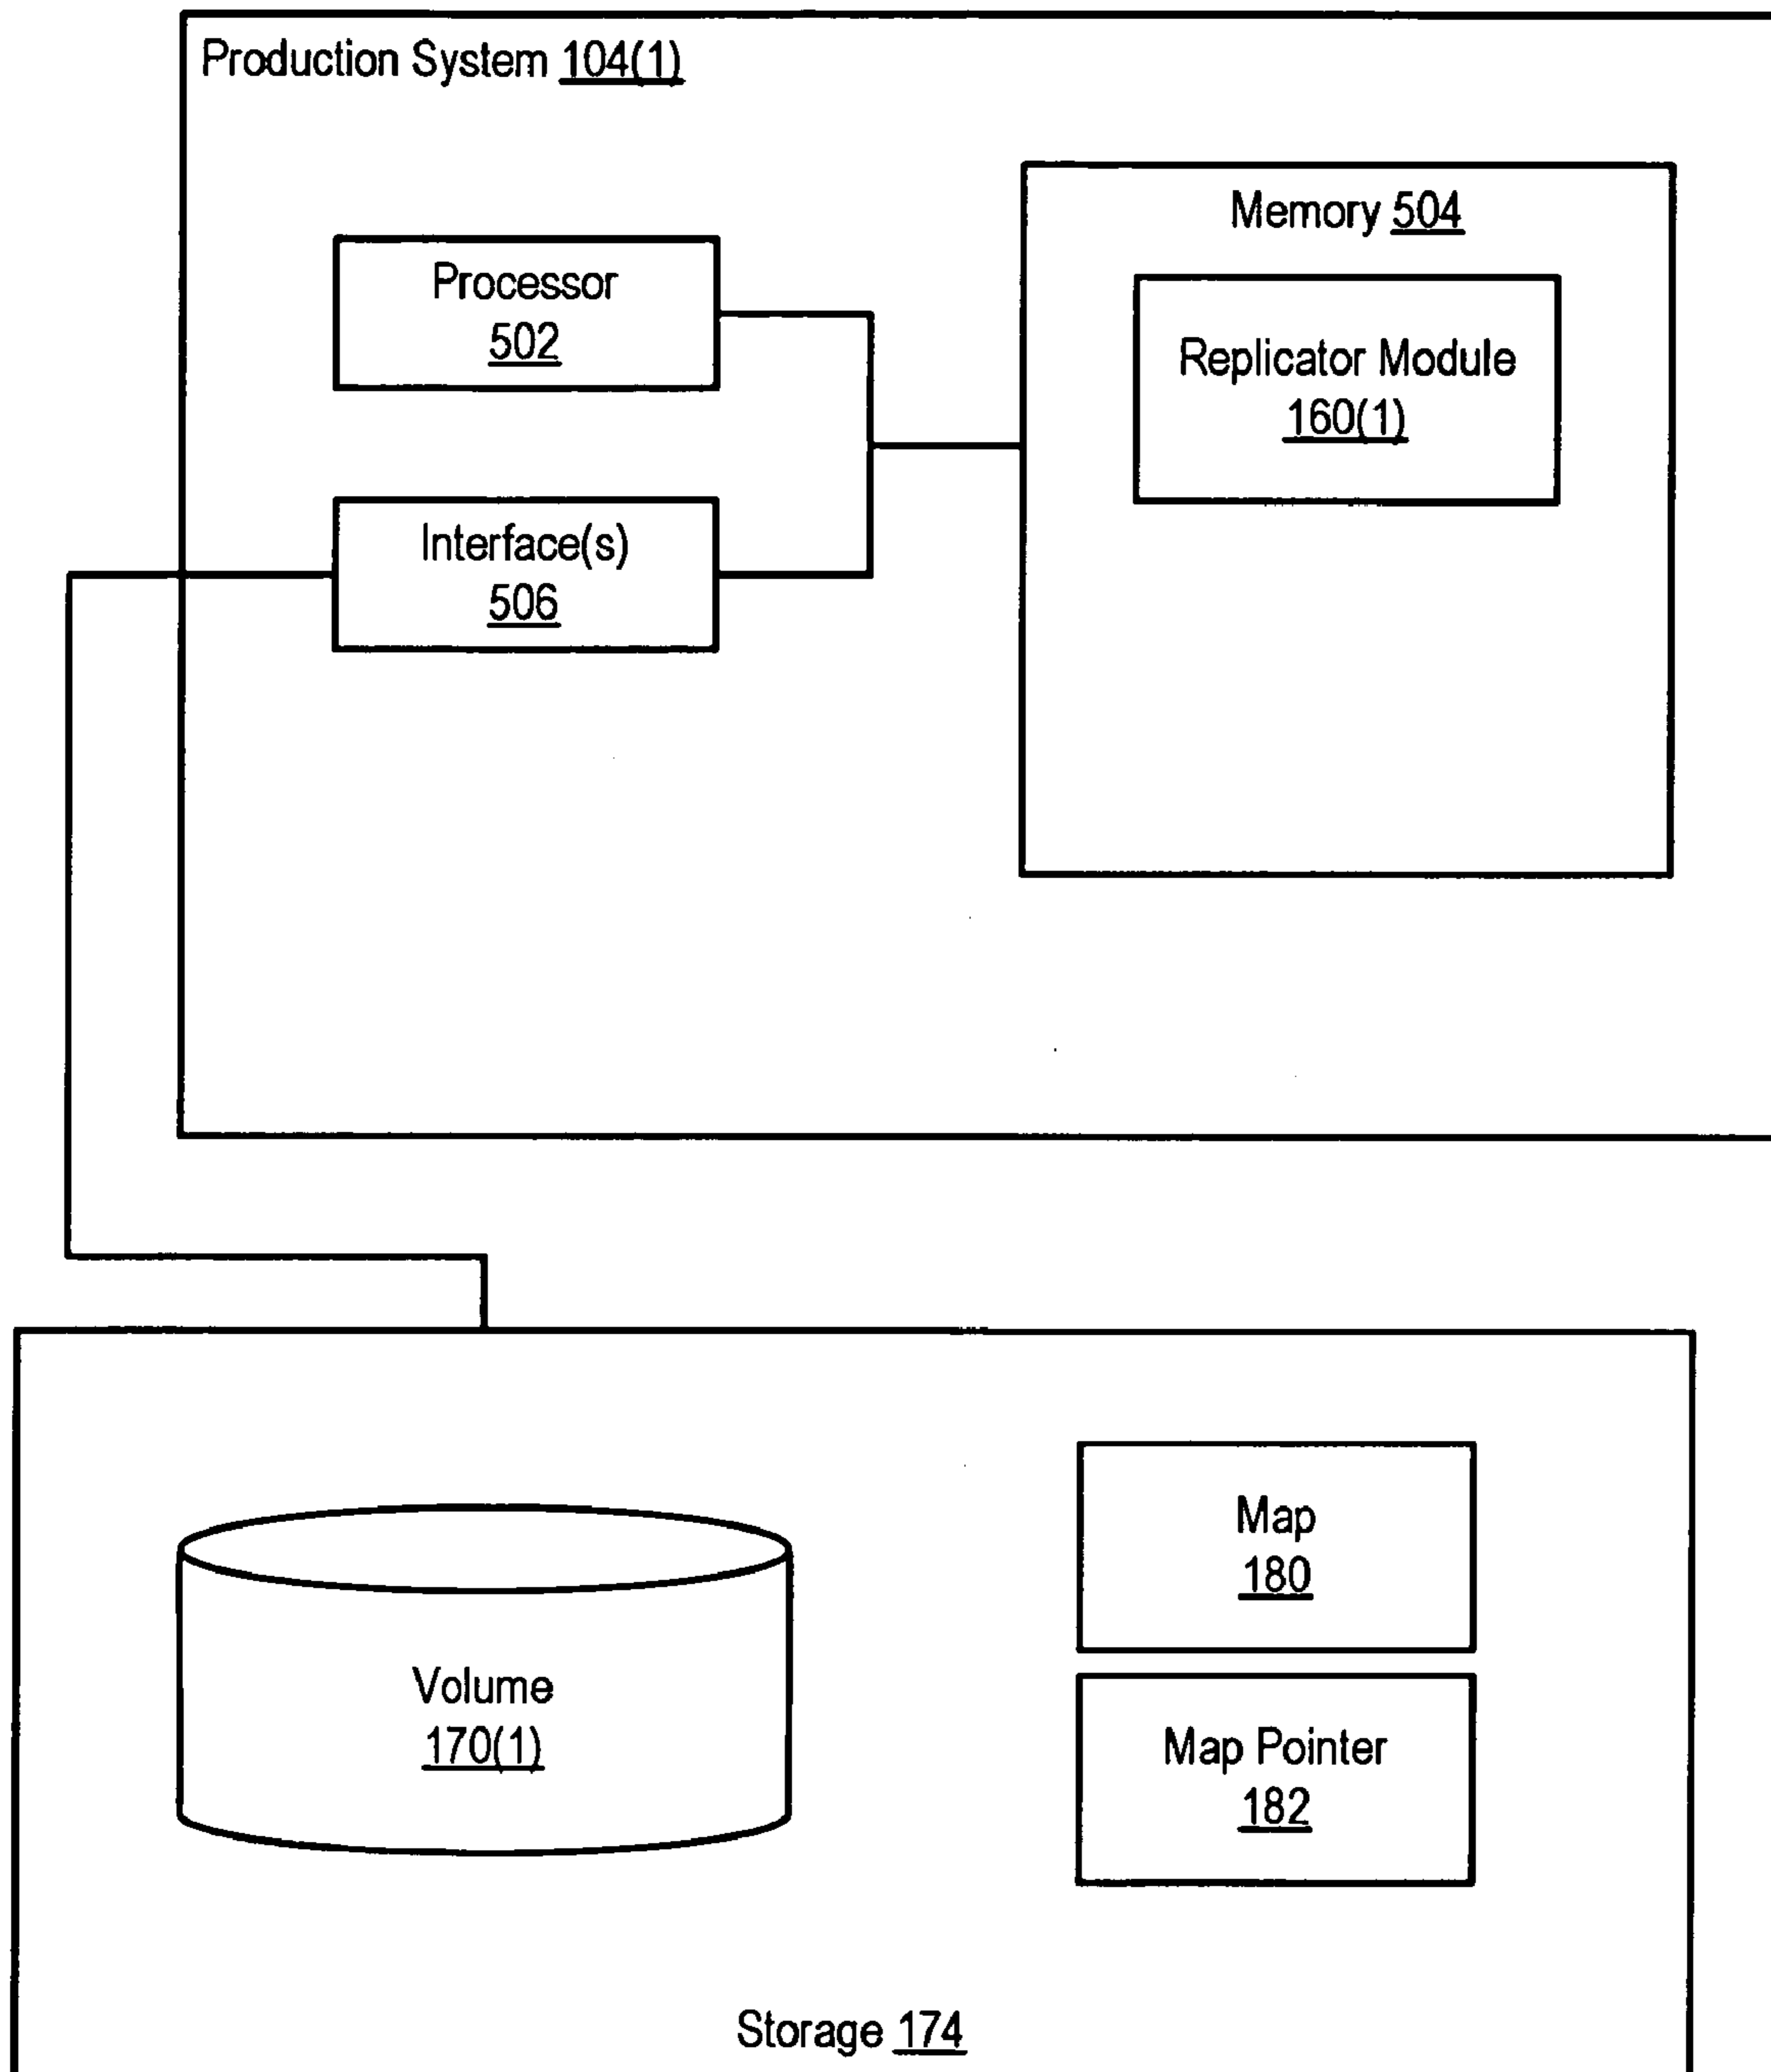 Production System 104(1)
Memory 504
Processor
502
Replicator Module
160(1)
Interface(s)
506
Map
180
Volume
170(1)
Map Pointer
182
Storage 174